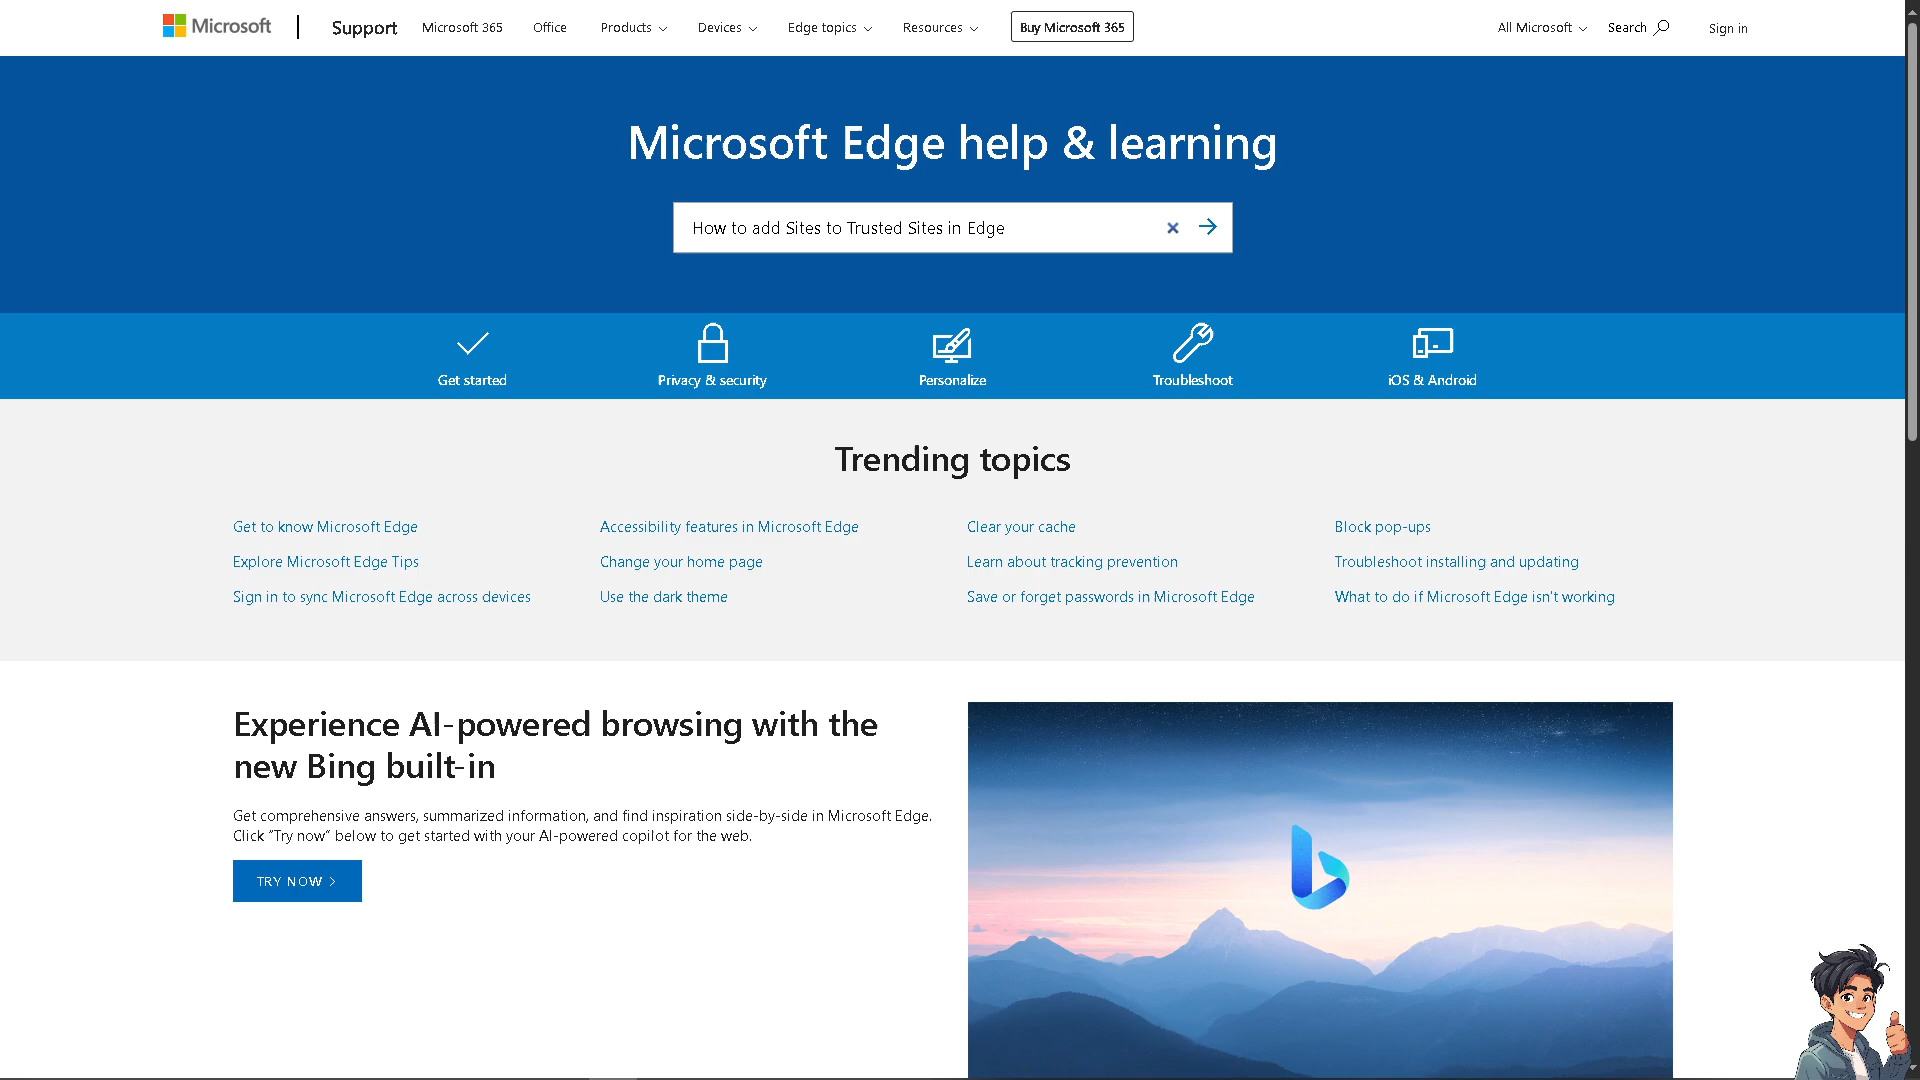 Microsoft
Support
Microsoft 365
Office
Products
Devices
Edge topics
Resources
Buy Microsoft 365
All Microsoft
Search
Sign in
Microsoft Edge help & learning
How to add Sites to Trusted Sites in Edge
Get started
Privacy & security
Personalize
Troubleshoot
iOS & Android
Trending topics
Get to know Microsoft Edge
Accessibility features in Microsoft Edge
Clear your cache
Block pop-ups
Explore Microsoft Edge Tips
Change your home page
Learn about tracking prevention
Troubleshoot installing and updating
Sign in to sync Microsoft Edge across devices
Use the dark theme
Save or forget passwords in Microsoft Edge
What to do if Microsoft Edge isn't working
Experience AI-powered browsing with the
new Bing built-in
Get comprehensive answers, summarized information, and find inspiration side-by-side in Microsoft Edge.
Click "Try now" below to get started with your AI-powered copilot for the web.
TRY NOW >